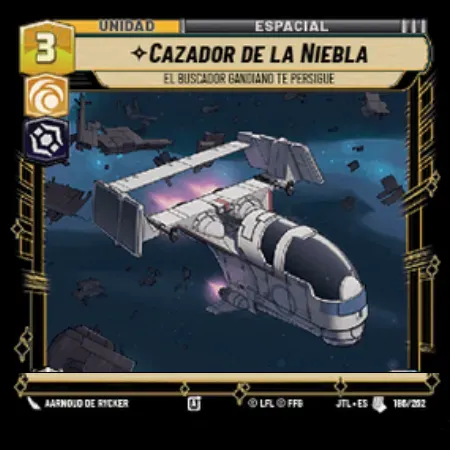 UNIDAD ESPACIAL
3
CAZADOR DE LA NIEBLA
EL BUSCADOR GANDIANO TE PERSIGUE
AARNOUD DE RYCKER
Ⓒ LFL Ⓟ FFG
JTL • ES
186/262